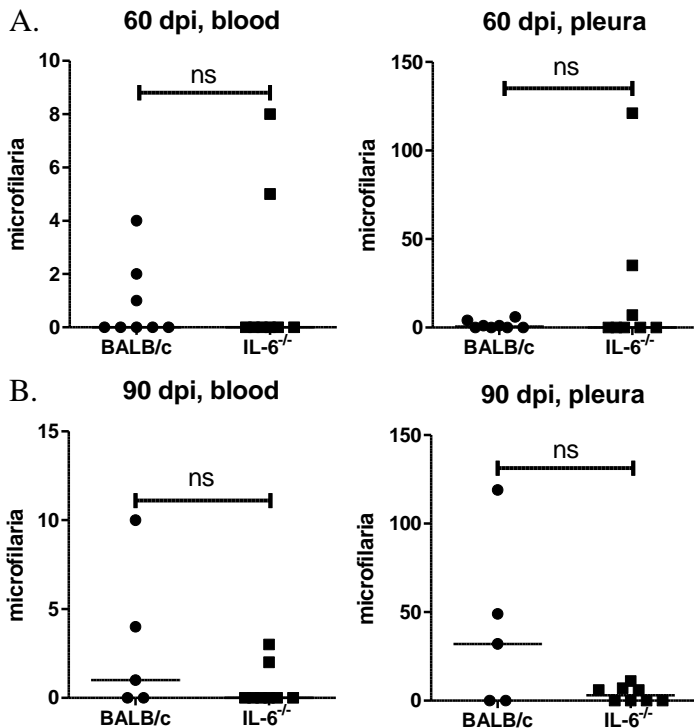 A.
60 dpi, blood
microfilaria
10
8
6
4
2
0
ns
BALB/c
IL-6-/-
60 dpi, pleura
microfilaria
150
100
50
0
ns
BALB/c
IL-6-/-
B.
90 dpi, blood
microfilaria
15
10
5
0
ns
BALB/c
IL-6-/-
90 dpi, pleura
microfilaria
150
100
50
0
ns
BALB/c
IL-6-/-